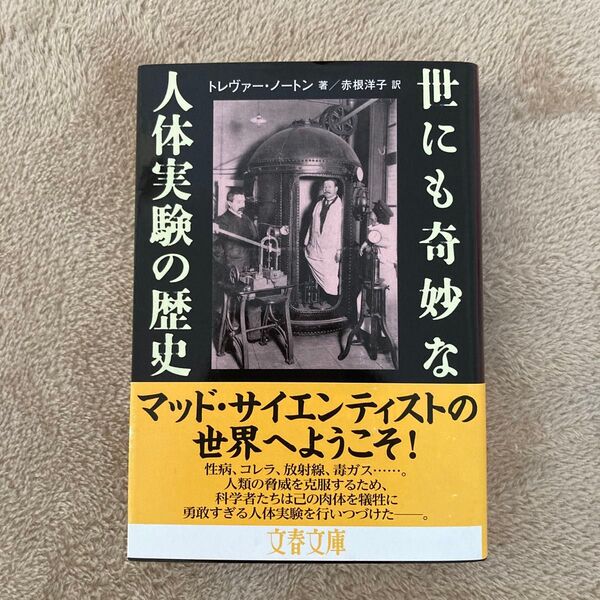 トレヴァー・ノートン 著/赤根洋子 訳
世にも奇妙な
人体実験の歴史
マッド・サイエンティストの
世界へようこそ!
性病、コレラ、放射線、毒ガス……。
人類の脅威を克服するため、
科学者たちは己の肉体を犠牲に
勇敢すぎる人体実験を行いつづけた――。
文春文庫